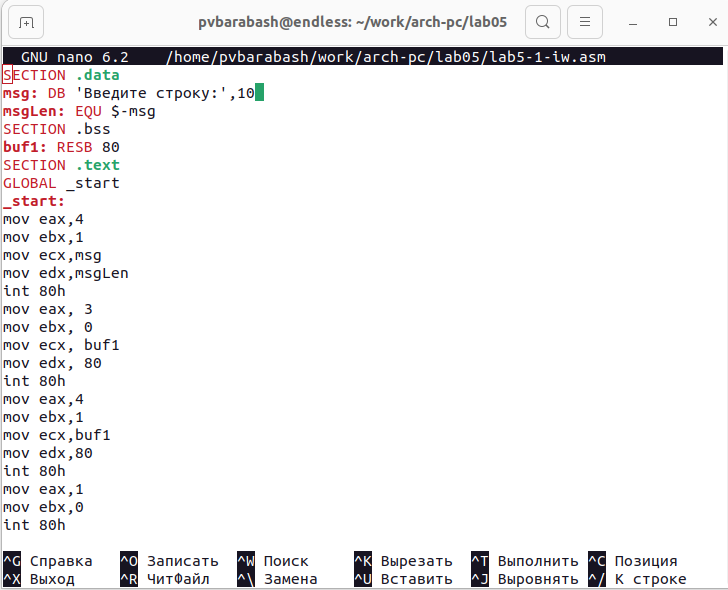 pvbarabash@endless: ~/work/arch-pc/lab05
GNU nano 6.2 /home/pvbarabash/work/arch-pc/lab05/lab5-1-iw.asm
SECTION .data
msg: DB 'Введите строку:',10
msgLen: EQU $-msg
SECTION .bss
buf1: RESB 80
SECTION .text
GLOBAL _start
_start:
mov eax,4
mov ebx,1
mov ecx,msg
mov edx,msgLen
int 80h
mov eax, 3
mov ebx, 0
mov ecx, buf1
mov edx, 80
int 80h
mov eax,4
mov ebx,1
mov ecx,buf1
mov edx,80
int 80h
mov eax,1
mov ebx,0
int 80h
^G Справка ^O Записать ^W Поиск ^K Вырезать ^T Выполнить ^C Позиция
^X Выход ^R ЧитФайл ^\ Замена ^U Вставить ^J Выровнять ^/ К строке